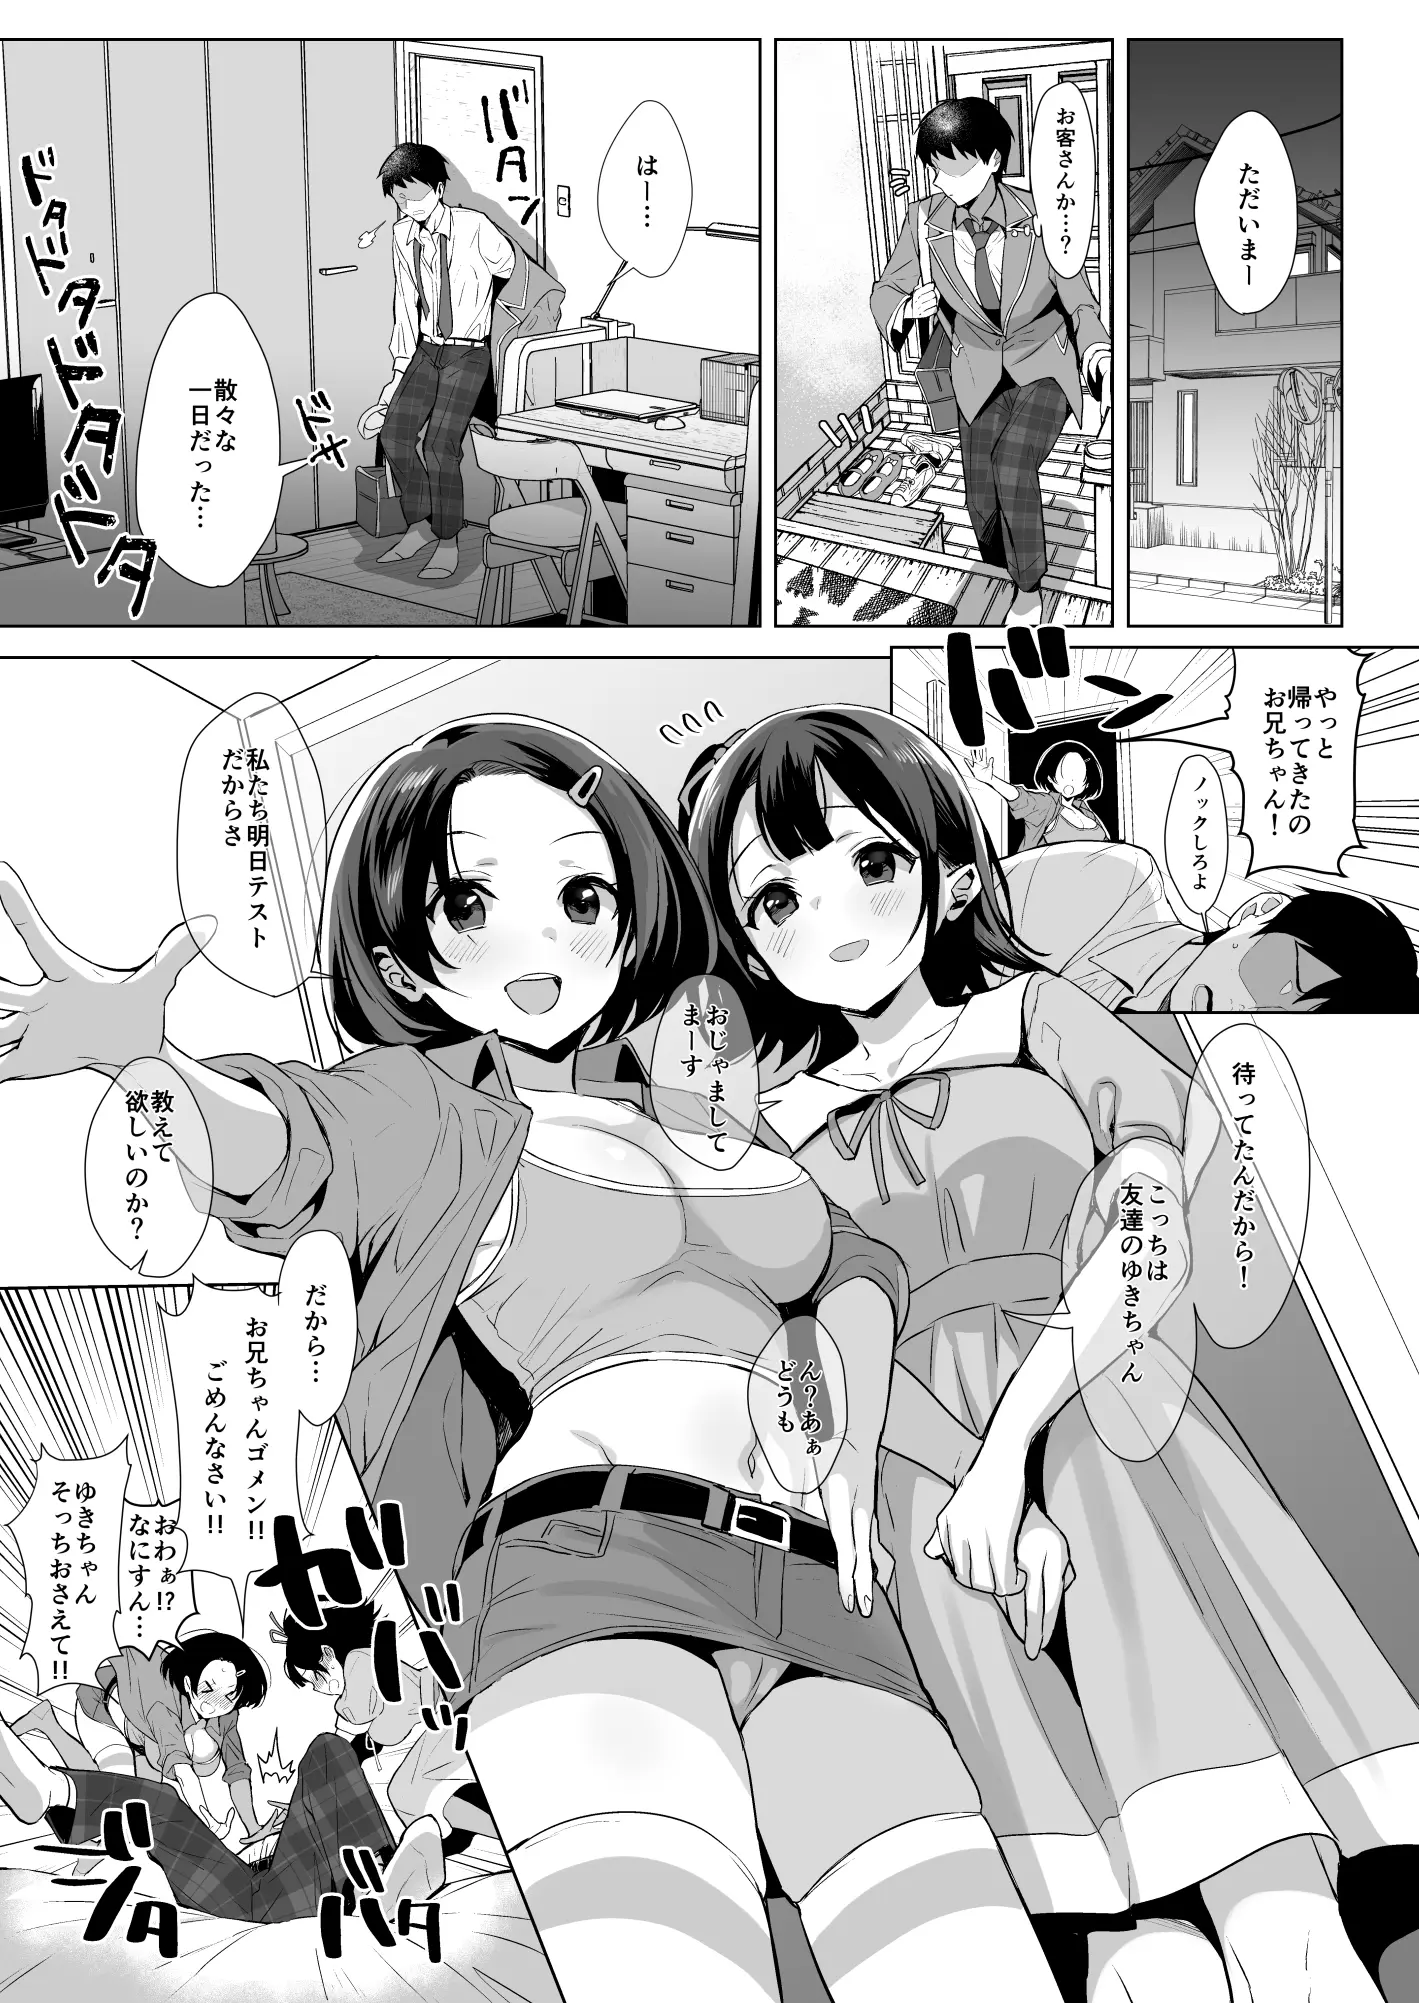 ただいまー
お客さんか…?
バタン
はー…
ドサ
散々な
一日だった…
ドタドタドタドタドタ
やっと
帰ってきたの
お兄ちゃん!
バーン
ノックしろよ
待ってたんだから!
こっちは
友達のゆきちゃん
おじゃまして
まーす
ん?あぁ
どうも
私たち明日テスト
だからさ
教えて
欲しいのか?
だから…
お兄ちゃんゴメン!!
ごめんなさい!!
ガバッ
おわぁ!?
なにすん…
ゆきちゃん
そっちおさえて!!
ジタ
バタ